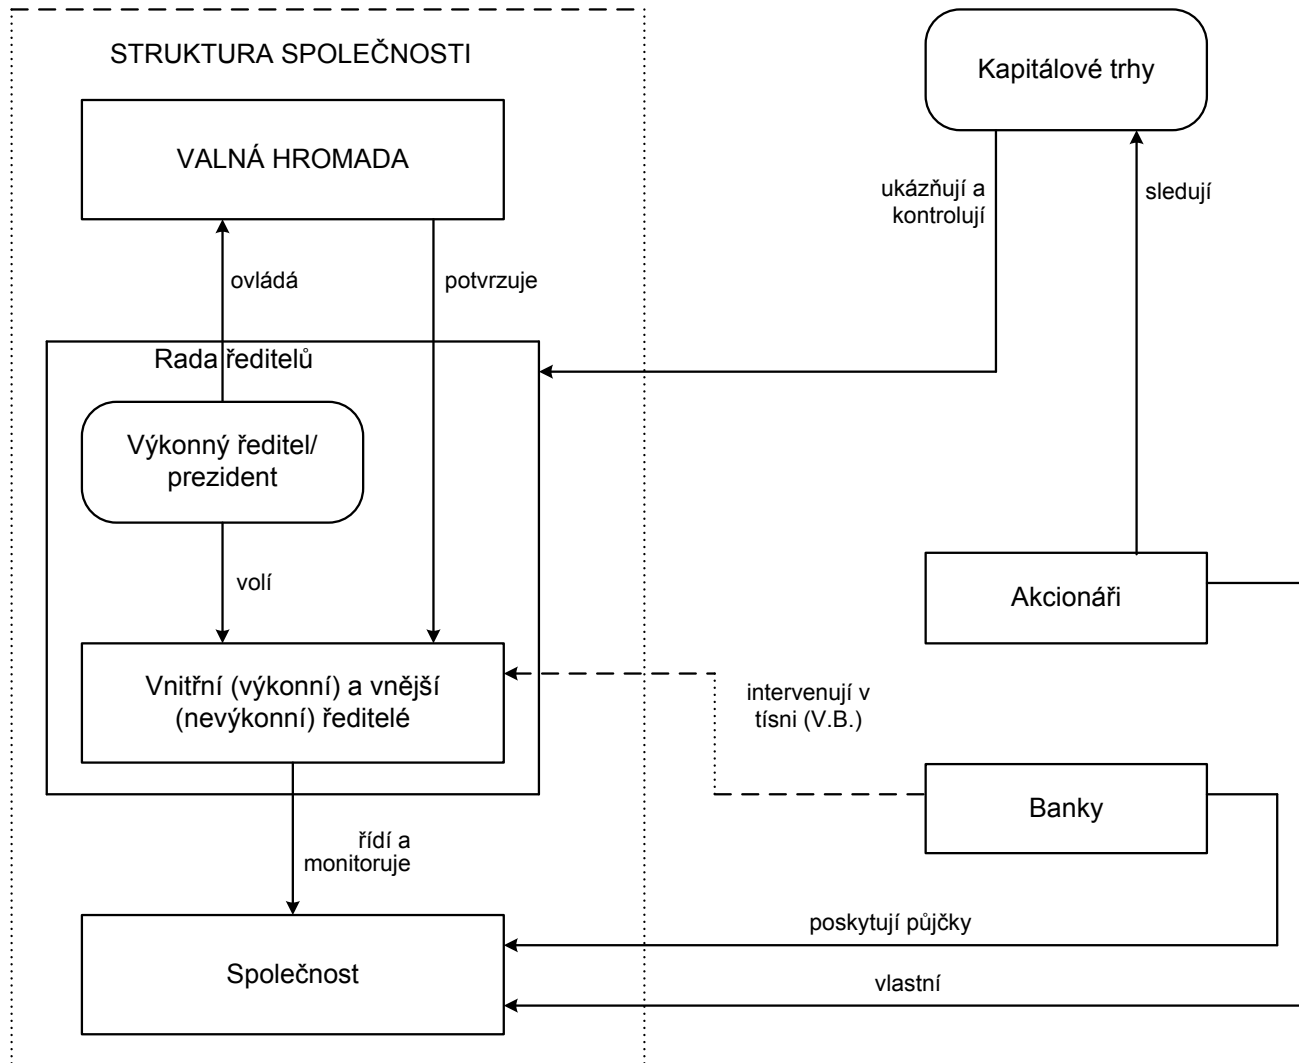 STRUKTURA SPOLEČNOSTI
VALNÁ HROMADA
ovládá
potvrzuje
Rada ředitelů
Výkonný ředitel/
prezident
volí
Vnitřní (výkonní) a vnější
(nevýkonní) ředitelé
řídí a
monitoruje
Společnost
Kapitálové trhy
ukázňují a
kontrolují
sledují
Akcionáři
intervenují v
tísni (V.B.)
Banky
poskytují půjčky
vlastní